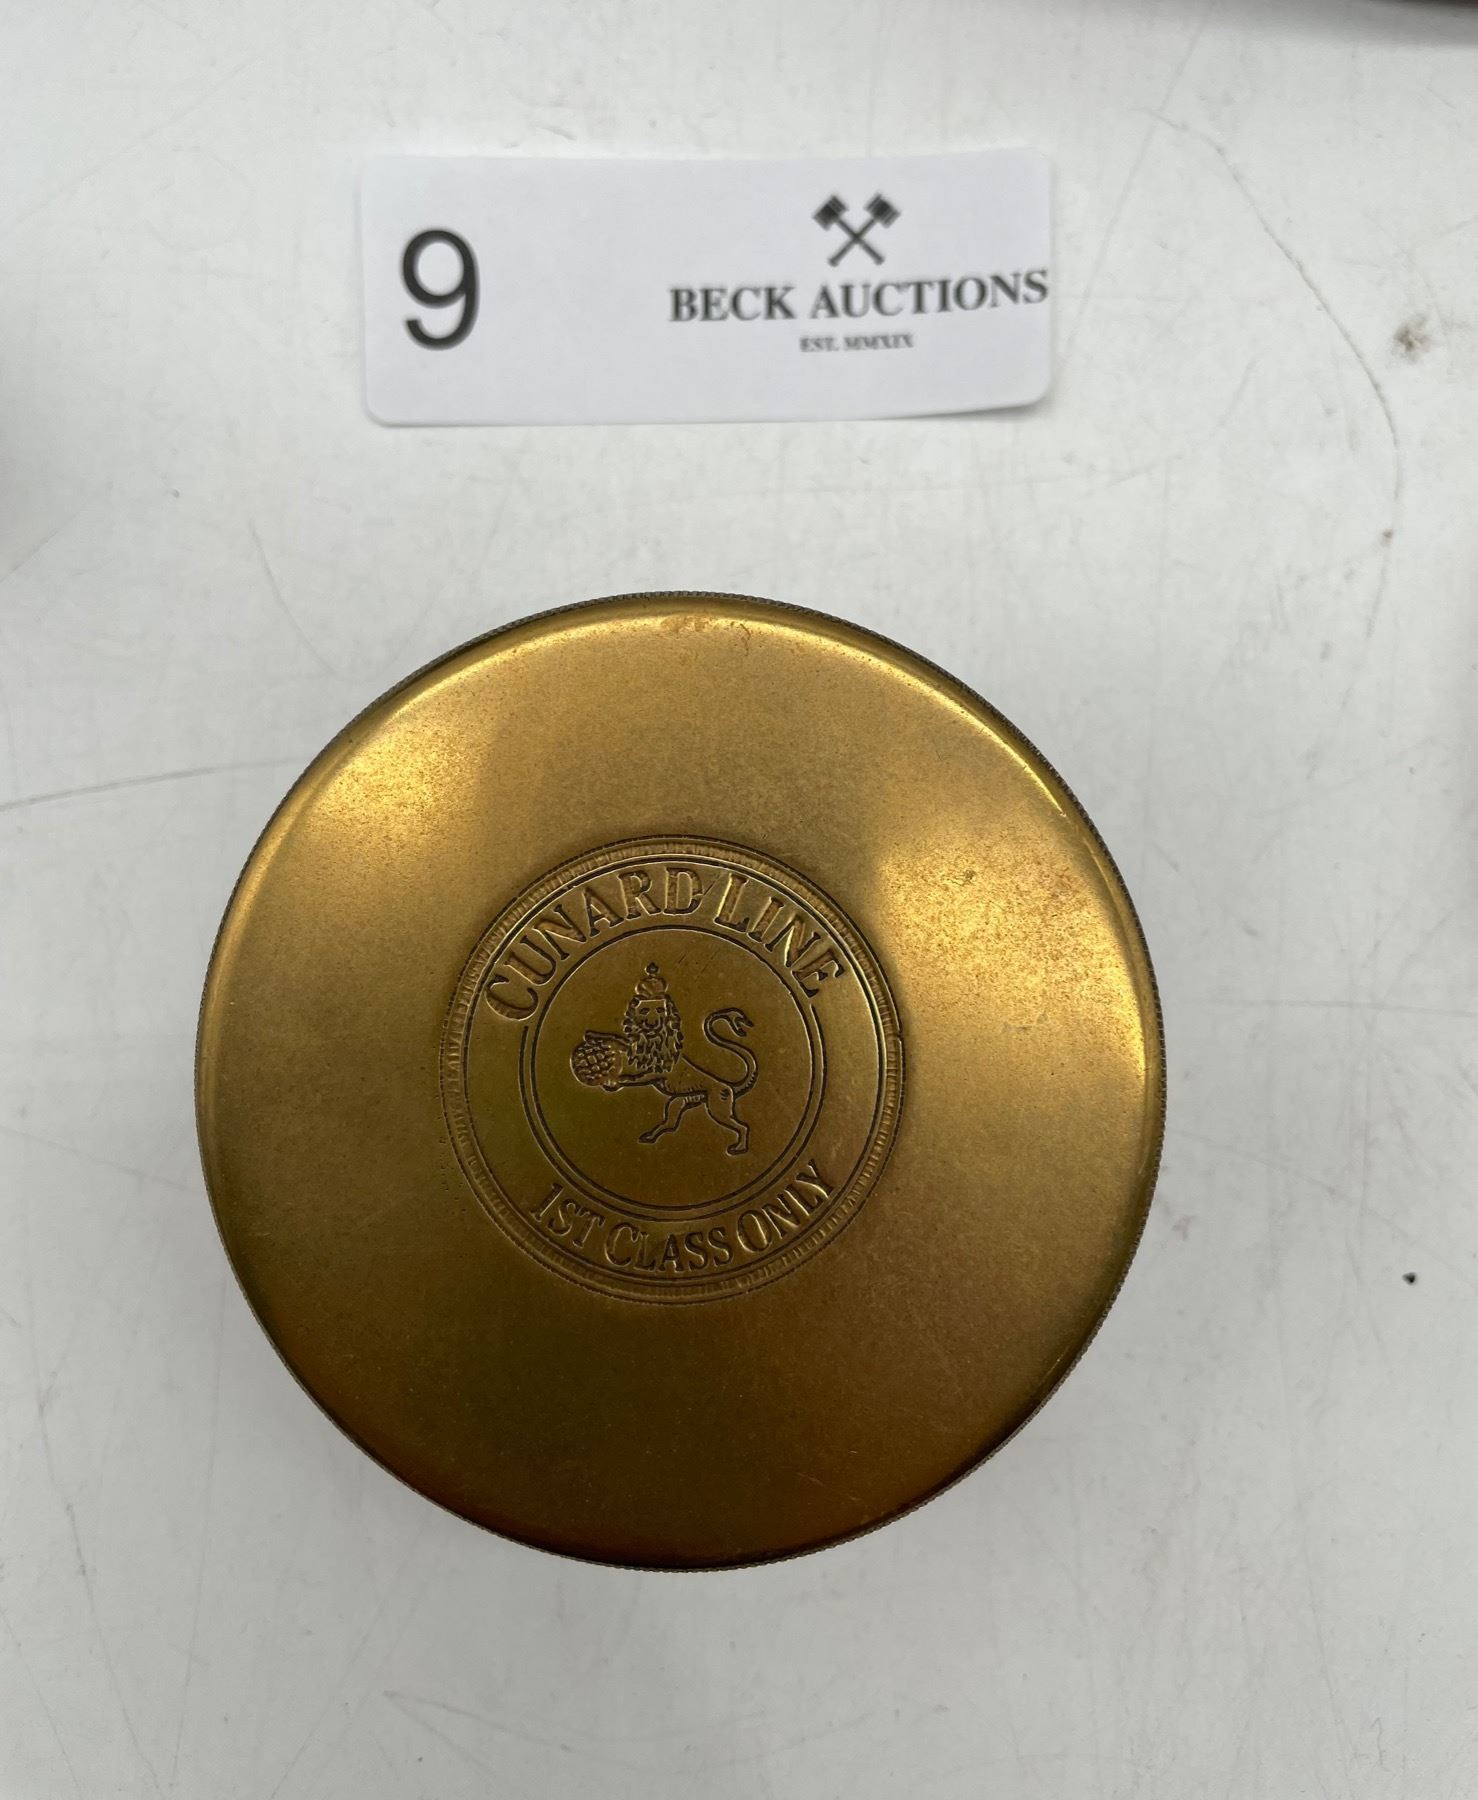 9
BECK AUCTIONS
EST. MMXIX
CUNARD LINE
1ST CLASS ONLY